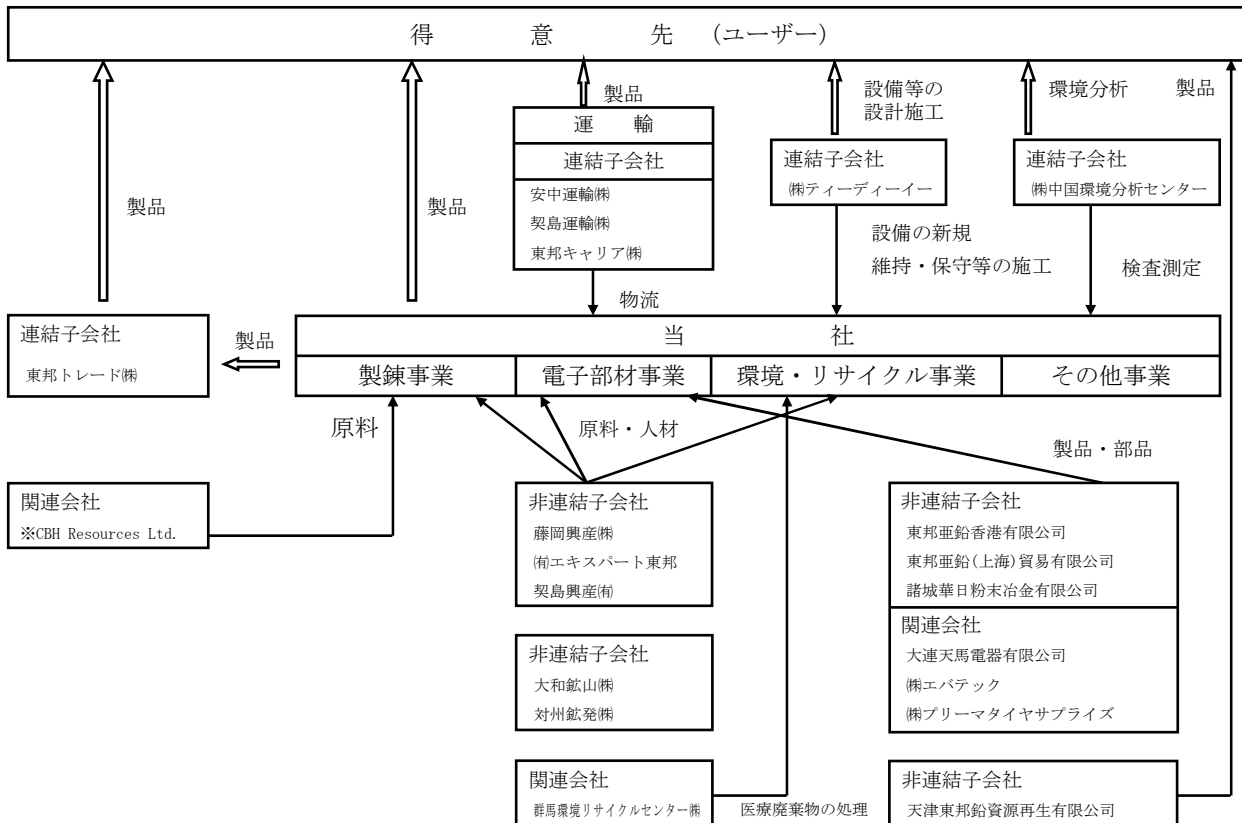 得意先（ユーザー）
製品
設備等の
設計施工
環境分析
製品
運輸
連結子会社
安中運輸㈱
契島運輸㈱
東邦キャリア㈱
連結子会社
㈱ティーディーイー
連結子会社
㈱中国環境分析センター
製品
製品
物流
設備の新規
維持・保守等の施工
検査測定
連結子会社
東邦トレード㈱
製品
当社
製錬事業
電子部材事業
環境・リサイクル事業
その他事業
原料
原料・人材
製品・部品
関連会社
※CBH Resources Ltd.
非連結子会社
藤岡興産㈱
㈲エキスパート東邦
契島興産㈲
非連結子会社
東邦亜鉛香港有限公司
東邦亜鉛(上海)貿易有限公司
諸城華日粉末冶金有限公司
関連会社
大連天馬電器有限公司
㈱エバテック
㈱プリーマタイヤサプライズ
非連結子会社
大和鉱山㈱
対州鉱発㈱
関連会社
群馬環境リサイクルセンター㈱
医療廃棄物の処理
非連結子会社
天津東邦鉛資源再生有限公司